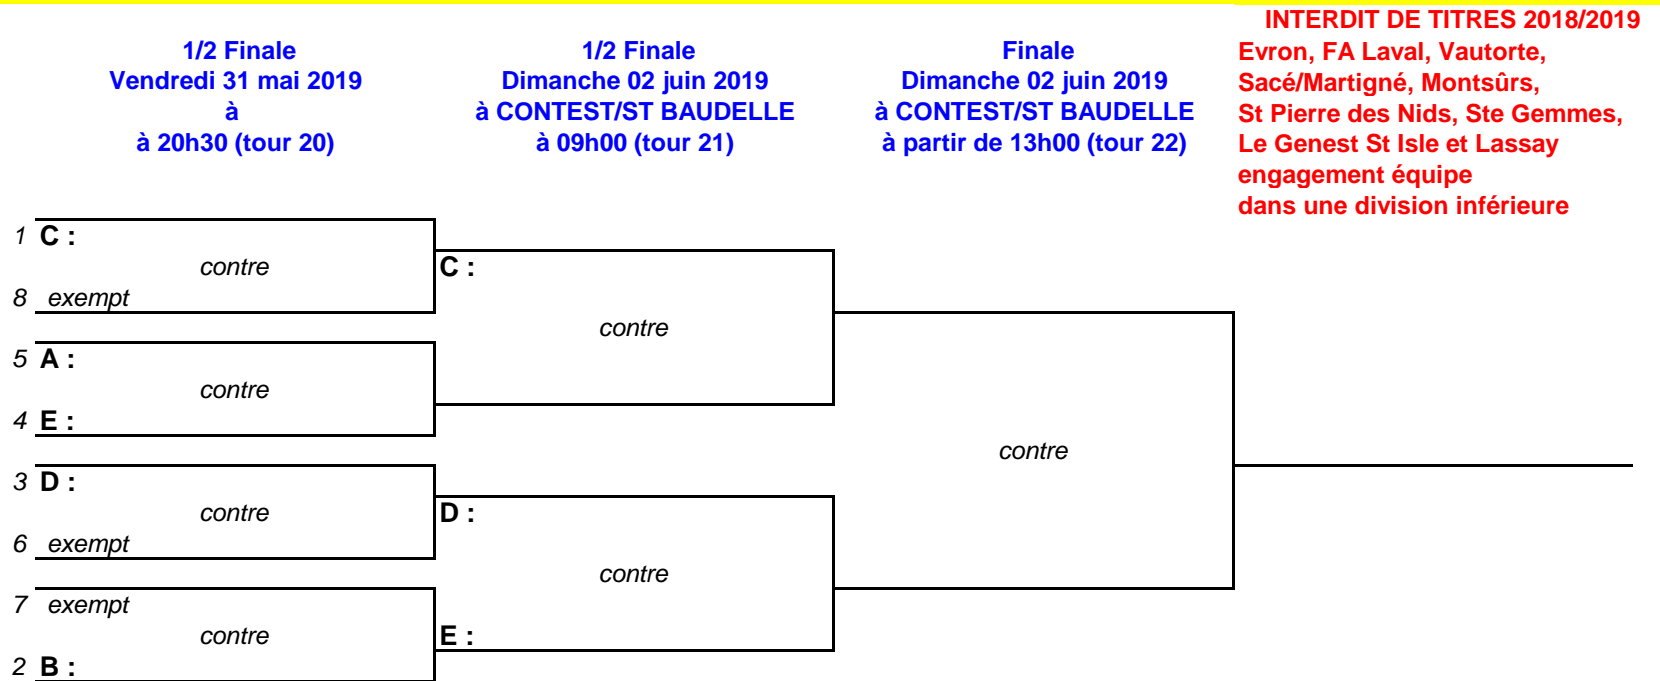 INTERDIT DE TITRES 2018/2019
1/2 Finale
Vendredi 31 mai 2019
à
à 20h30 (tour 20)
1/2 Finale
Dimanche 02 juin 2019
à CONTEST/ST BAUDELLE
à 09h00 (tour 21)
Finale
Dimanche 02 juin 2019
à CONTEST/ST BAUDELLE
à partir de 13h00 (tour 22)
Evron, FA Laval, Vautorte,
Sacé/Martigné, Montsûrs,
St Pierre des Nids, Ste Gemmes,
Le Genest St Isle et Lassay
engagement équipe
dans une division inférieure
1 C :
contre
8 exempt
5 A :
contre
4 E :
3 D :
contre
6 exempt
7 exempt
contre
2 B :
C :
contre
D :
contre
E :
contre